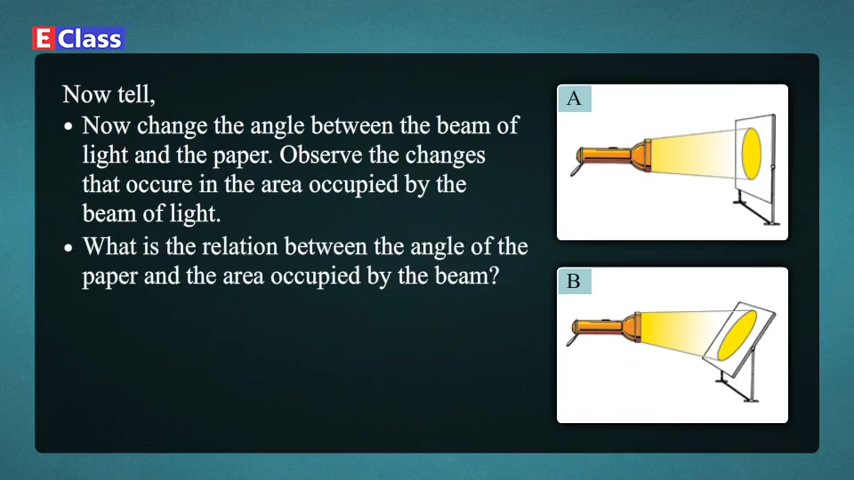 E Class
Now tell,
• Now change the angle between the beam of
light and the paper. Observe the changes
that occure in the area occupied by the
beam of light.
• What is the relation between the angle of the
paper and the area occupied by the beam?
A
B